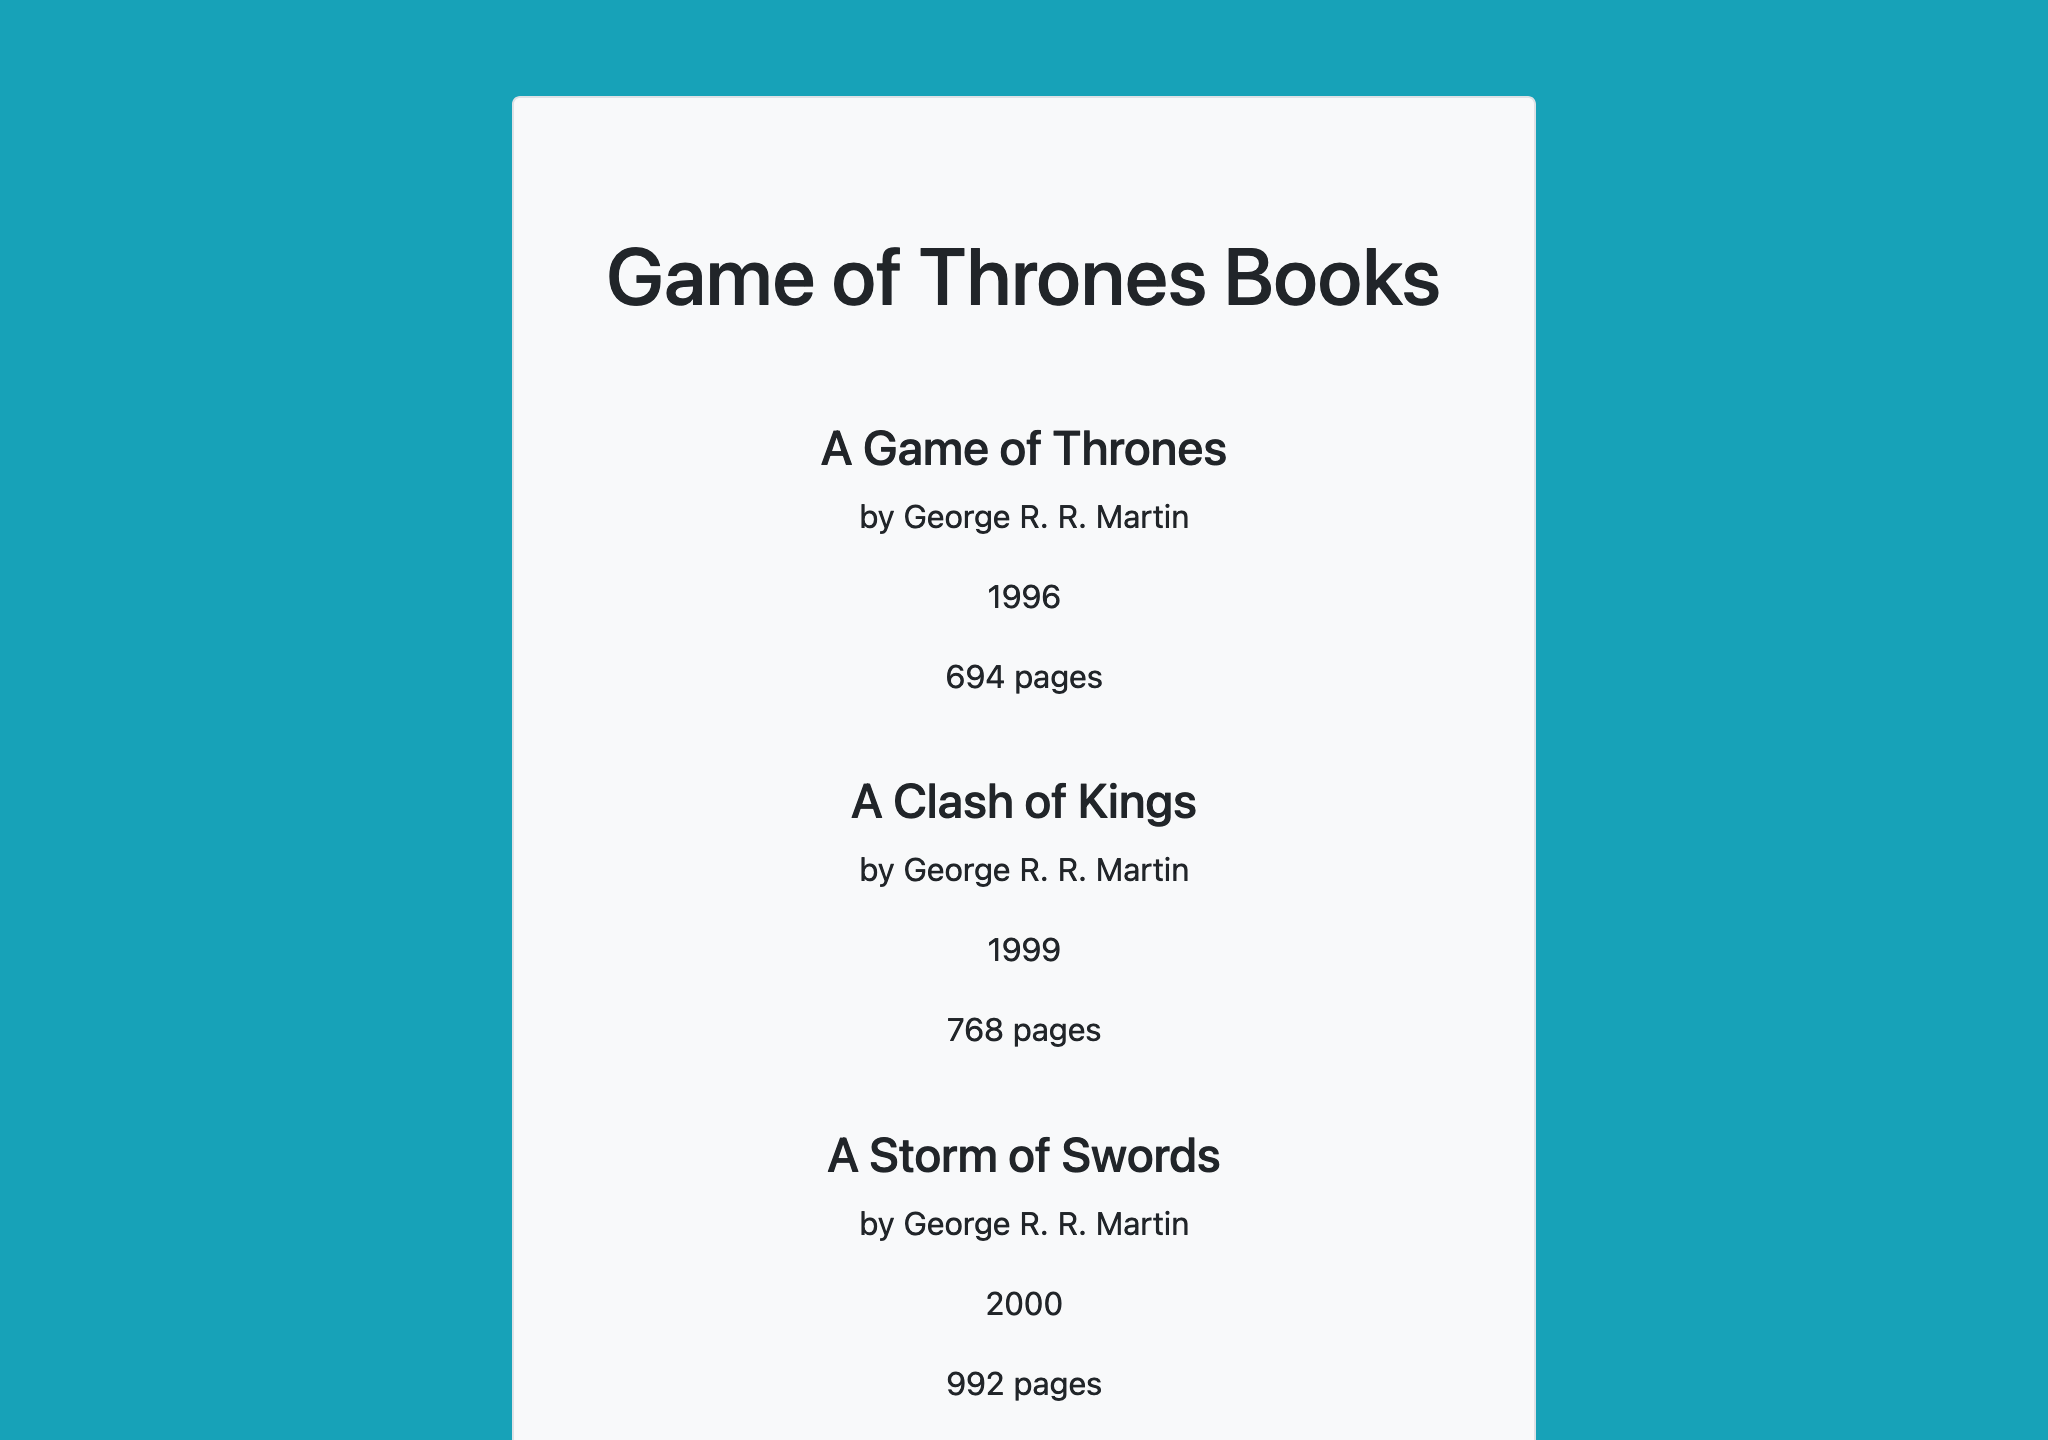 Game of Thrones Books
A Game of Thrones
by George R. R. Martin
1996
694 pages
A Clash of Kings
by George R. R. Martin
1999
768 pages
A Storm of Swords
by George R. R. Martin
2000
992 pages